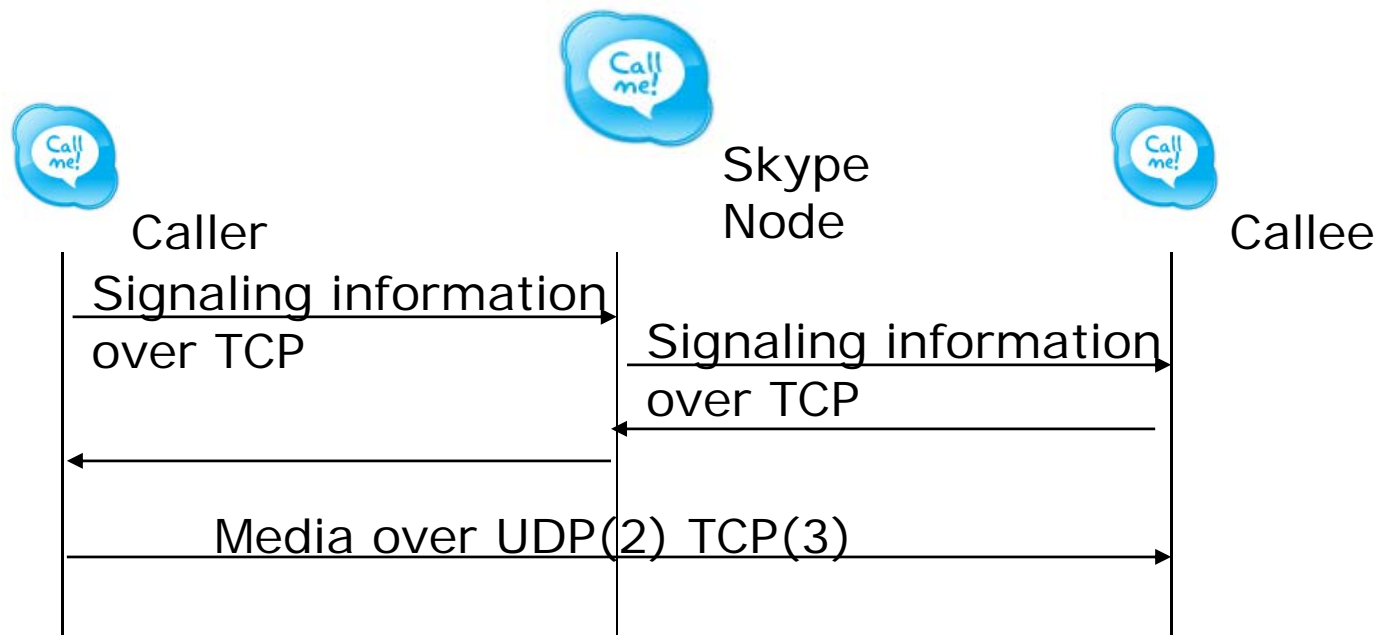 Call
me!
Call
me!
Call
me!
Skype
Node
Caller
Callee
Signaling information
over TCP
Signaling information
over TCP
Media over UDP(2) TCP(3)